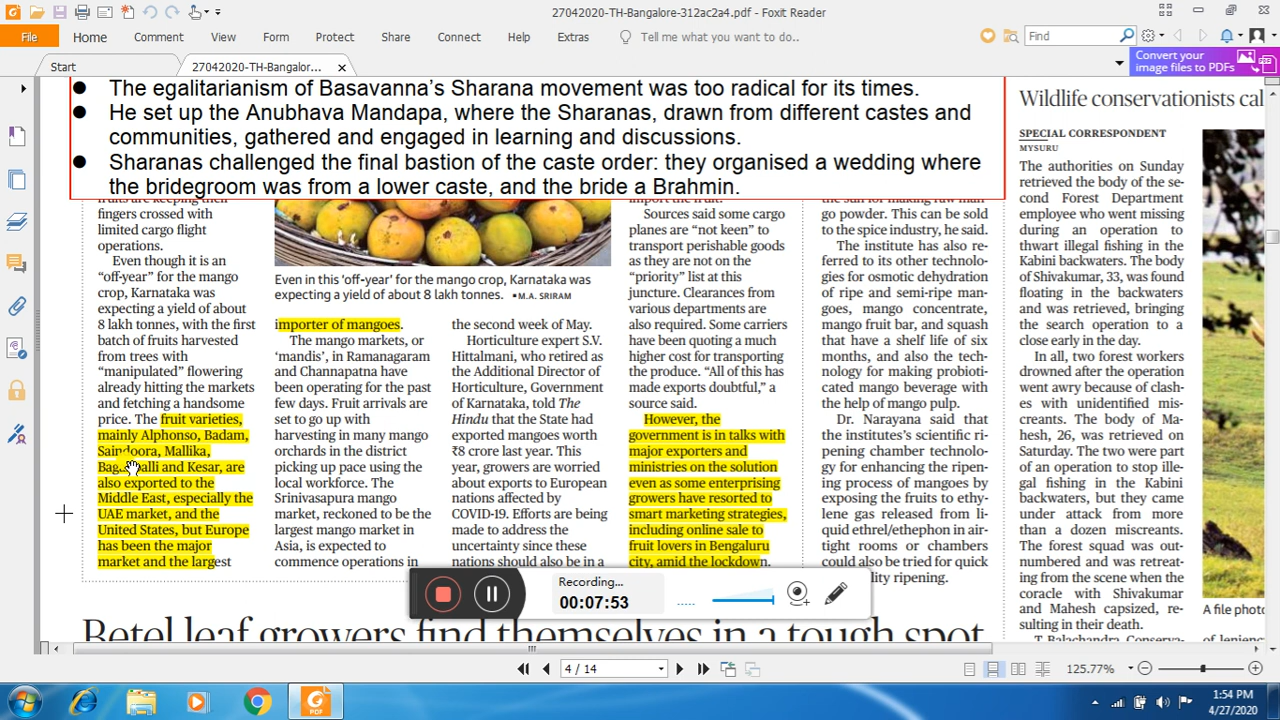 27042020-TH-Bangalore-312ac2a4.pdf - Foxit Reader
File
Home
Comment
View
Form
Protect
Share
Connect
Help
Extras
Tell me what you want to do..
Find
Start
27042020-TH-Bangalor...
Convert your
image files to PDFs
● The egalitarianism of Basavanna's Sharana movement was too radical for its times.
● He set up the Anubhava Mandapa, where the Sharanas, drawn from different castes and
communities, gathered and engaged in learning and discussions.
● Sharanas challenged the final bastion of the caste order: they organised a wedding where
the bridegroom was from a lower caste, and the bride a Brahmin.
fruits are keeping their
fingers crossed with
limited cargo flight
operations.
Even though it is an
"off-year" for the mango
crop, Karnataka was
expecting a yield of about
8 lakh tonnes, with the first
batch of fruits harvested
from trees with
"manipulated" flowering
already hitting the markets
and fetching a handsome
price. The fruit varieties,
mainly Alphonso, Badam,
Saindoora, Mallika,
and Kesar, are
also exported to the
Middle East, especially the
UAE market, and the
United States, but Europe
has been the major
market and the largest
Even in this 'off-year' for the mango crop, Karnataka was
expecting a yield of about 8 lakh tonnes. ▪ M.A. SRIRAM
importer of mangoes.
The mango markets, or
'mandis', in Ramanagaram
and Channapatna have
been operating for the past
few days. Fruit arrivals are
set to go up with
harvesting in many mango
orchards in the district
picking up pace using the
local workforce. The
Srinivasapura mango
market, reckoned to be the
largest mango market in
Asia, is expected to
commence operations in
the second week of May.
Horticulture expert S.V.
Hittalmani, who retired as
the Additional Director of
Horticulture, Government
of Karnataka, told The
Hindu that the State had
exported mangoes worth
₹8 crore last year. This
year, growers are worried
about exports to European
nations affected by
COVID-19. Efforts are being
made to address the
uncertainty since these
nations should also be in a
import the fruit.
Sources said some cargo
planes are "not keen" to
transport perishable goods
as they are not on the
"priority" list at this
juncture. Clearances from
various departments are
also required. Some carriers
have been quoting a much
higher cost for transporting
the produce. "All of this has
made exports doubtful," a
source said.
However, the
government is in talks with
major exporters and
ministries on the solution
even as some enterprising
growers have resorted to
smart marketing strategies,
including online sale to
fruit lovers in Bengaluru
city, amid the lockdown.
the sun for making raw man-
go powder. This can be sold
to the spice industry, he said.
The institute has also re-
ferred to its other technolo-
gies for osmotic dehydration
of ripe and semi-ripe man-
goes, mango concentrate,
mango fruit bar, and squash
that have a shelf life of six
months, and also the tech-
nology for making probioti-
cated mango beverage with
the help of mango pulp.
Dr. Narayana said that
the institutes's scientific ri-
pening chamber technolo-
gy for enhancing the ripen-
ing process of mangoes by
exposing the fruits to ethy-
lene gas released from li-
quid ethrel/ethephon in air-
tight rooms or chambers
could also be tried for quick
ripening.
Wildlife conservationists cal
SPECIAL CORRESPONDENT
MYSURU
The authorities on Sunday
retrieved the body of the se-
cond Forest Department
employee who went missing
during an operation to
thwart illegal fishing in the
Kabini backwaters. The body
of Shivakumar, 33, was found
floating in the backwaters
and was retrieved, bringing
the search operation to a
close early in the day.
In all, two forest workers
drowned after the operation
went awry because of clash-
es with unidentified mis-
creants. The body of Ma-
hesh, 26, was retrieved on
Saturday. The two were part
of an operation to stop ille-
gal fishing in the Kabini
backwaters, but they came
under attack from more
than a dozen miscreants.
The forest squad was out-
numbered and was retreat-
ing from the scene when the
coracle with Shivakumar
and Mahesh capsized, re-
sulting in their death.
T Balachandra, Conserva-
A file photo
of lenienc
Betel leaf growers find themselves in a tough spot
Recording...
00:07:53
4 / 14
125.77%
1:54 PM
4/27/2020